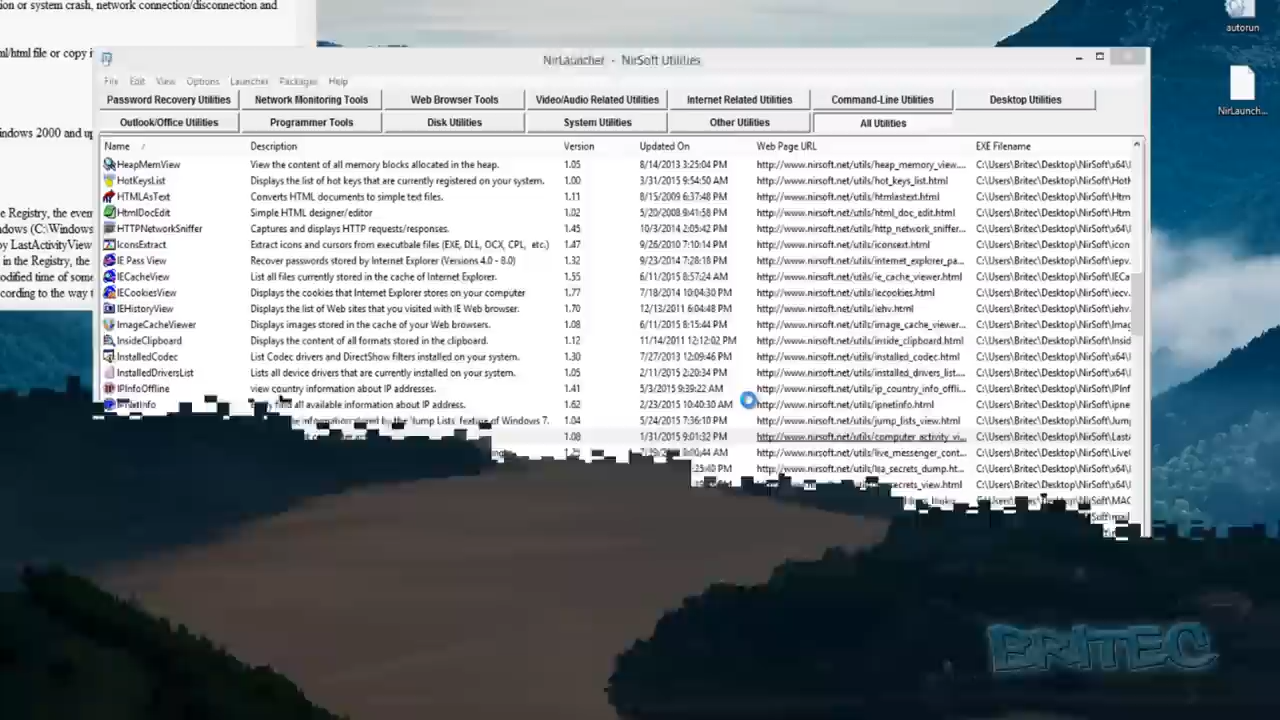 ion or system crash, network connection/disconnection and
ml/html file or copy i
indows 2000 and up
e Registry, the even
ndows (C:\Windows
by LastActivityView
in the Registry, the
odified time of some
ccording to the way t
autorun
NirLaunch...
NirLauncher - NirSoft Utilities
File Edit View Options Launcher Packages Help
Password Recovery Utilities Network Monitoring Tools Web Browser Tools Video/Audio Related Utilities Internet Related Utilities Command-Line Utilities Desktop Utilities
Outlook/Office Utilities Programmer Tools Disk Utilities System Utilities Other Utilities All Utilities
Name / Description Version Updated On Web Page URL EXE Filename
HeapMemView View the content of all memory blocks allocated in the heap. 1.05 8/14/2013 3:25:04 PM http://www.nirsoft.net/utils/heap_memory_view.... C:\Users\Britec\Desktop\NirSoft\x64\
HotKeysList Displays the list of hot keys that are currently registered on your system. 1.00 3/31/2015 9:54:50 AM http://www.nirsoft.net/utils/hot_keys_list.html C:\Users\Britec\Desktop\NirSoft\Hot
HTMLAsText Converts HTML documents to simple text files. 1.11 8/15/2009 6:37:48 PM http://www.nirsoft.net/utils/htmlastext.html C:\Users\Britec\Desktop\NirSoft\
HtmlDocEdit Simple HTML designer/editor 1.02 5/20/2008 9:41:58 PM http://www.nirsoft.net/utils/html_doc_edit.html C:\Users\Britec\Desktop\NirSoft\
HTTPNetworkSniffer Captures and displays HTTP requests/responses. 1.45 10/3/2014 2:05:42 PM http://www.nirsoft.net/utils/http_network_sniffer... C:\Users\Britec\Desktop\NirSoft\x64\
IconsExtract Extract icons and cursors from executbale files (EXE, DLL, OCX, CPL, etc.) 1.47 9/26/2010 7:10:14 PM http://www.nirsoft.net/utils/iconsext.html C:\Users\Britec\Desktop\NirSoft\icon
IE Pass View Recover passwords stored by Internet Explorer (Versions 4.0 - 8.0) 1.32 9/23/2014 7:28:18 PM http://www.nirsoft.net/utils/internet_explorer_pa... C:\Users\Britec\Desktop\NirSoft\iepv.
IECacheView List all files currently stored in the cache of Internet Explorer. 1.55 6/11/2015 8:57:24 AM http://www.nirsoft.net/utils/ie_cache_viewer.html C:\Users\Britec\Desktop\NirSoft\IECa
IECookiesView Displays the cookies that Internet Explorer stores on your computer 1.77 7/18/2014 10:04:30 PM http://www.nirsoft.net/utils/iecookies.html C:\Users\Britec\Desktop\NirSoft\iecv.
IEHistoryView Displays the list of Web sites that you visited with IE Web browser. 1.70 12/13/2011 6:04:48 PM http://www.nirsoft.net/utils/iehv.html C:\Users\Britec\Desktop\NirSoft\iehv.
ImageCacheViewer Displays images stored in the cache of your Web browsers. 1.08 6/11/2015 8:15:44 PM http://www.nirsoft.net/utils/image_cache_viewer... C:\Users\Britec\Desktop\NirSoft\Imag
InsideClipboard Displays the content of all formats stored in the clipboard. 1.12 11/14/2011 12:12:02 PM http://www.nirsoft.net/utils/inside_clipboard.html C:\Users\Britec\Desktop\NirSoft\Insid
InstalledCodec List Codec drivers and DirectShow filters installed on your system. 1.30 7/27/2013 12:09:46 PM http://www.nirsoft.net/utils/installed_codec.html C:\Users\Britec\Desktop\NirSoft\x64\I
InstalledDriversList Lists all device drivers that are currently installed on your system. 1.05 2/11/2015 2:20:34 PM http://www.nirsoft.net/utils/installed_drivers_list.... C:\Users\Britec\Desktop\NirSoft\x64\I
IPInfoOffline view country information about IP addresses. 1.41 5/3/2015 9:39:22 AM http://www.nirsoft.net/utils/ip_country_info_offli... C:\Users\Britec\Desktop\NirSoft\IPInf
IPNetInfo find all available information about IP address. 1.62 2/23/2015 10:40:30 AM http://www.nirsoft.net/utils/ipnetinfo.html C:\Users\Britec\Desktop\NirSoft\ipne
information stored by the 'Jump Lists' feature of Windows 7. 1.04 5/24/2015 7:36:10 PM http://www.nirsoft.net/utils/jump_lists_view.html C:\Users\Britec\Desktop\NirSoft\Jump
1.08 1/31/2015 9:01:32 PM http://www.nirsoft.net/utils/computer_activity_vi... C:\Users\Britec\Desktop\NirSoft\Last
AM http://www.nirsoft.net/utils/live_messenger_cont... C:\Users\Britec\Desktop\NirSoft\LiveC
PM http://www.nirsoft.net/utils/lsa_secrets_dump.ht... C:\Users\Britec\Desktop\NirSoft\x64\
PM secrets_view.html C:\Users\Britec\Desktop\NirSoft\x64\
C:\Users\Britec\Desktop\NirSoft\MAC
BRITEC